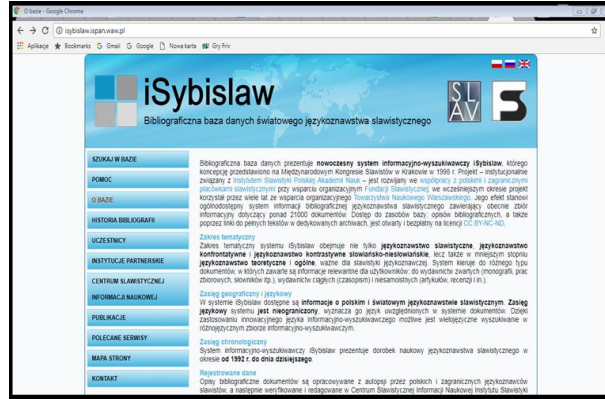 O bazie - Google Chrome
isybislaw.ispan.waw.pl
Aplikacje Bookmarks Gmail Google Nowa karta Gry Friv
iSybislaw
Bibliograficzna baza danych światowego językoznawstwa slawistycznego
SL
AV
S
SZUKAJ W BAZIE
POMOC
O BAZIE
HISTORIA BIBLIOGRAFII
UCZESTNICY
INSTYTUCJE PARTNERSKIE
CENTRUM SLAWISTYCZNEJ
INFORMACJI NAUKOWEJ
PUBLIKACJE
POLECANE SERWISY
MAPA STRONY
KONTAKT
Bibliograficzna baza danych prezentuje nowoczesny system informacyjno-wyszukiwawczy iSybislaw, którego
koncepcję przedstawiono na Międzynarodowym Kongresie Slawistów w Krakowie w 1998 r. Projekt – instytucjonalnie
związany z Instytutem Slawistyki Polskiej Akademii Nauk – jest rozwijany we współpracy z polskimi i zagranicznymi
placówkami slawistycznymi przy wsparciu organizacyjnym Fundacji Slawistycznej; we wcześniejszym okresie projekt
korzystał przez wiele lat ze wsparcia organizacyjnego Towarzystwa Naukowego Warszawskiego. Jego efekt stanowi
ogólnodostępny system informacji bibliograficznej językoznawstwa slawistycznego zawierający obecnie zbiór
informacyjny dotyczący ponad 21000 dokumentów. Dostęp do zasobów bazy: opisów bibliograficznych, a także
poprzez linki do pełnych tekstów w dedykowanych archiwach, jest otwarty i bezpłatny na licencji CC BY-NC-ND.
Zakres tematyczny
Zakres tematyczny systemu iSybislaw obejmuje nie tylko językoznawstwo slawistyczne, językoznawstwo
konfrontatywne i językoznawstwo kontrastywne słowiańsko-niesłowiańskie, lecz także w mniejszym stopniu
językoznawstwo teoretyczne i ogólne, ważne dla slawistyki językoznawczej. System kieruje do różnego typu
dokumentów, w których zawarte są informacje relewantne dla użytkowników: do wydawnictw zwartych (monografii, prac
zbiorowych, słowników itp.), wydawnictw ciągłych (czasopism) i niesamoistnych (artykułów, recenzji i in.).
Zasięg geograficzny i językowy
W systemie iSybislaw dostępne są informacje o polskim i światowym językoznawstwie slawistycznym. Zasięg
językowy systemu jest nieograniczony, wyznacza go język uwzględnionych w systemie dokumentów. Dzięki
zastosowaniu innowacyjnego języka informacyjno-wyszukiwawczego możliwe jest wielojęzyczne wyszukiwanie w
różnojęzycznym zbiorze informacyjno-wyszukiwawczym.
Zasięg chronologiczny
System informacyjno-wyszukiwawczy iSybislaw prezentuje dorobek naukowy językoznawstwa slawistycznego w
okresie od 1992 r. do dnia dzisiejszego.
Rejestrowane dane
Opisy bibliograficzne dokumentów są opracowywane z autopsji przez polskich i zagranicznych językoznawców
slawistów, a następnie weryfikowane i redagowane w Centrum Slawistycznej Informacji Naukowej Instytutu Slawistyki